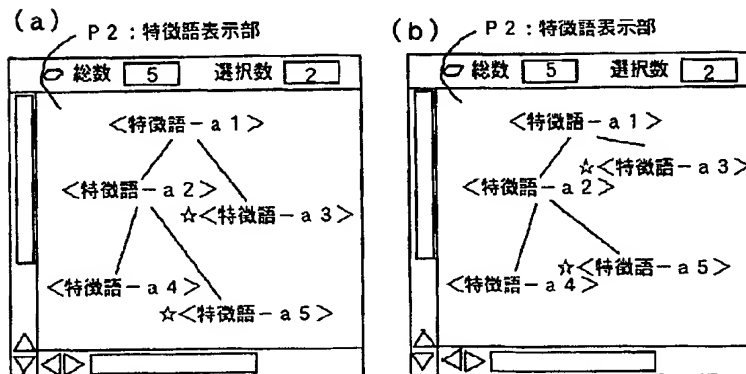 (a)
P2：特徴語表示部
総数 5 選択数 2
＜特徴語－a1＞
＜特徴語－a2＞
☆＜特徴語－a3＞
＜特徴語－a4＞
☆＜特徴語－a5＞
(b)
P2：特徴語表示部
総数 5 選択数 2
＜特徴語－a1＞
☆＜特徴語－a3＞
＜特徴語－a2＞
☆＜特徴語－a5＞
＜特徴語－a4＞